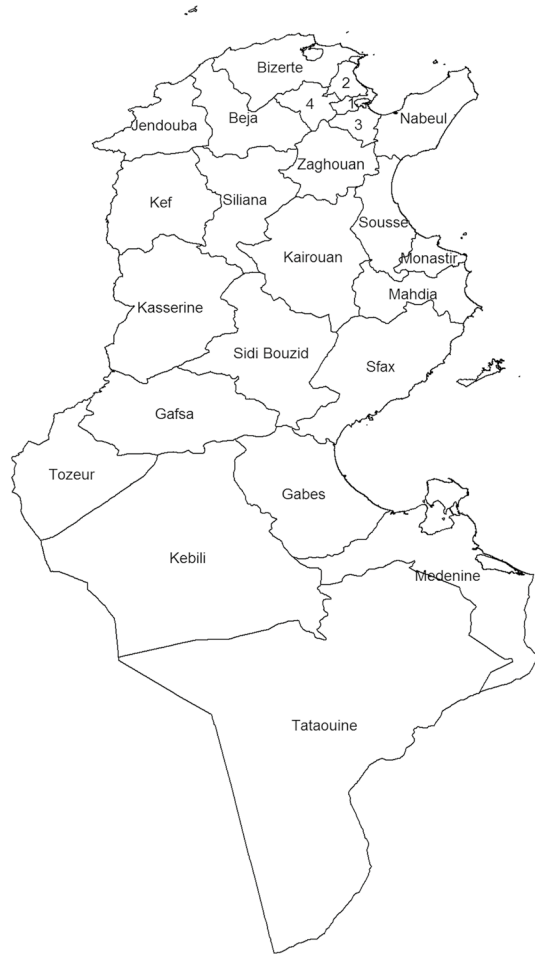 Bizerte
2
4
1
Jendouba
Beja
3
Nabeul
Zaghouan
Kef
Siliana
Sousse
Kairouan
Monastir
Mahdia
Kasserine
Sidi Bouzid
Sfax
Gafsa
Tozeur
Gabes
Kebili
Medenine
Tataouine